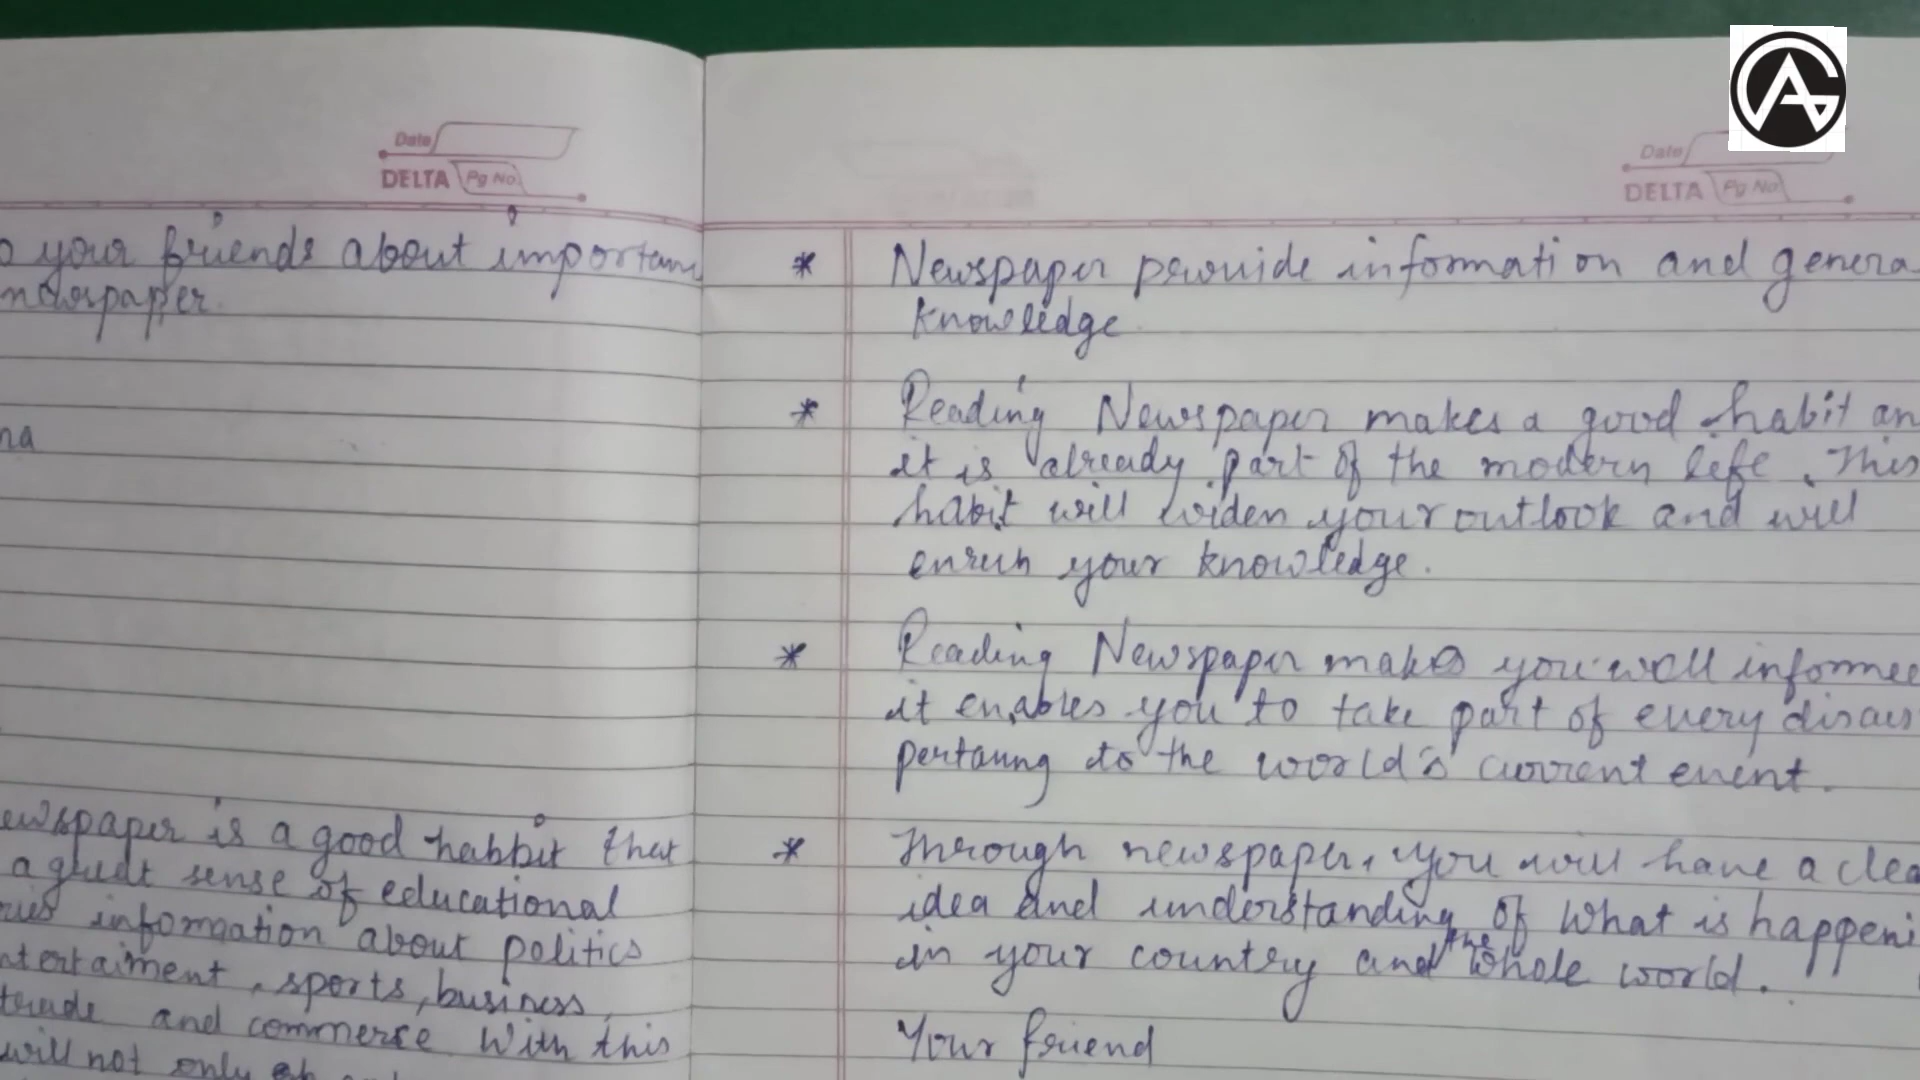 Date
DELTA Pg No.
your friends about importan
newspaper.
na
ewspaper is a good habbit that
a gredt sense of educational
ries information about politics
ntertaiment, sports, business,
trade and commerse With this
will not only
Date
DELTA Pg No.
* Newspaper provide information and genera
knowledge
* Reading Newspaper makes a good habit an
it is already part of the modern life. This
habit will widen your outlook and will
enrich your knowledge.
* Reading Newspaper makes you well informe
it enables you to take part of every discus
pertaining to the world's current event.
* Through newspaper, you will have a clea
idea and understanding of what is happeni
in your country and the whole world.
Your friend